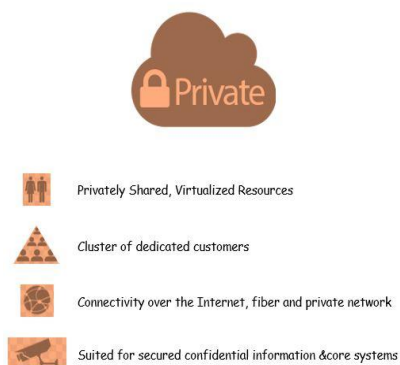 Private
Privately Shared, Virtualized Resources
Cluster of dedicated customers
Connectivity over the Internet, fiber and private network
Suited for secured confidential information &core systems